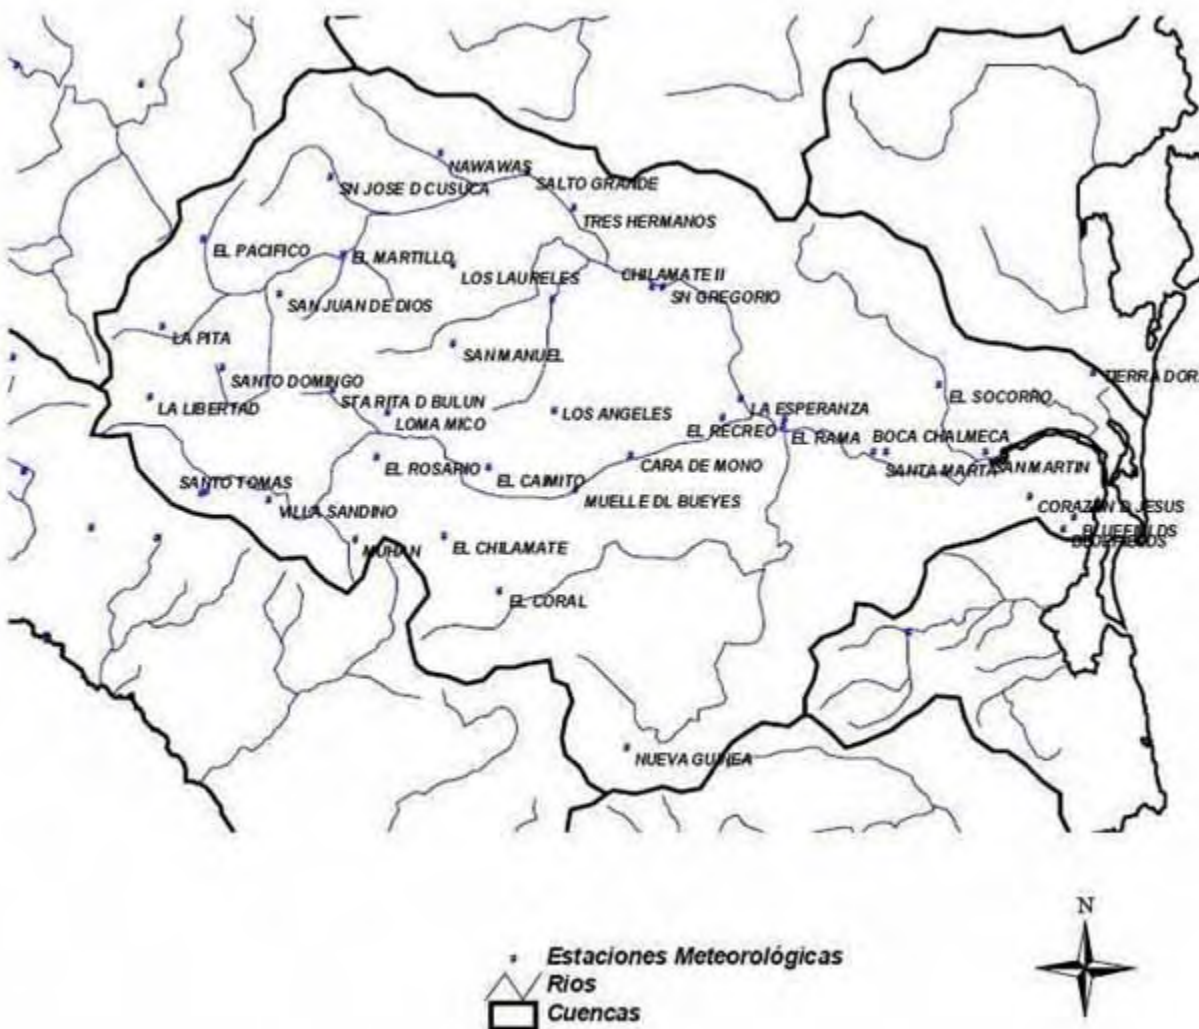 NAWAWAS
SN JOSE D CUSUCA
SALTO GRANDE
TRES HERMANOS
EL PACIFICO
EL MARTILLO
LOS LAURELES
CHILAMATE II
SAN JUAN DE DIOS
SN GREGORIO
LA PITA
SAN MANUEL
SANTO DOMINGO
TIERRA DOR
STA RITA D BULUN
EL SOCORRO
LA LIBERTAD
LOMA MICO
LOS ANGELES
LA ESPERANZA
EL RECREO
EL RAMA
BOCA CHALMECA
EL ROSARIO
EL CAIMITO
CARA DE MONO
SANTA MARTA
SAN MARTIN
SANTO TOMAS
VILLA SANDINO
MUELLE DL BUEYES
CORAZON D JESUS
BLUEFIELDS
BLUEFIELDS
MUHAN
EL CHILAMATE
EL CORAL
NUEVA GUINEA
N
Estaciones Meteorológicas
Rios
Cuencas